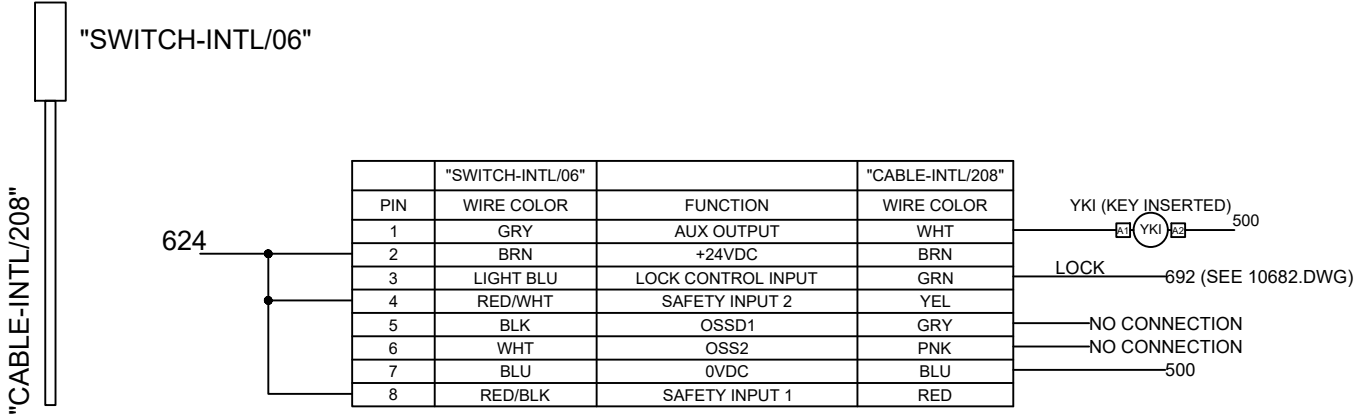 "SWITCH-INTL/06"
"CABLE-INTL/208"
"SWITCH-INTL/06" "CABLE-INTL/208"
PIN WIRE COLOR FUNCTION WIRE COLOR
1 GRY AUX OUTPUT WHT
2 BRN +24VDC BRN
3 LIGHT BLU LOCK CONTROL INPUT GRN
4 RED/WHT SAFETY INPUT 2 YEL
5 BLK OSSD1 GRY
6 WHT OSS2 PNK
7 BLU 0VDC BLU
8 RED/BLK SAFETY INPUT 1 RED
624
YKI (KEY INSERTED)
A1 YKI A2 500
LOCK 692 (SEE 10682.DWG)
NO CONNECTION
NO CONNECTION
500